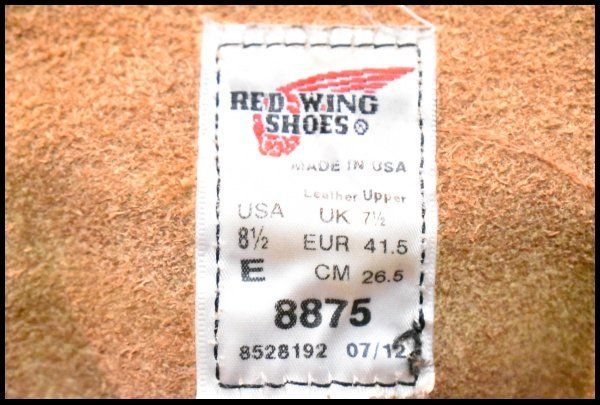 RED WING
SHOES®
MADE IN USA
Leather Upper
USA UK 7½
8½ EUR 41.5
E CM 26.5
8875
8528192 07/12